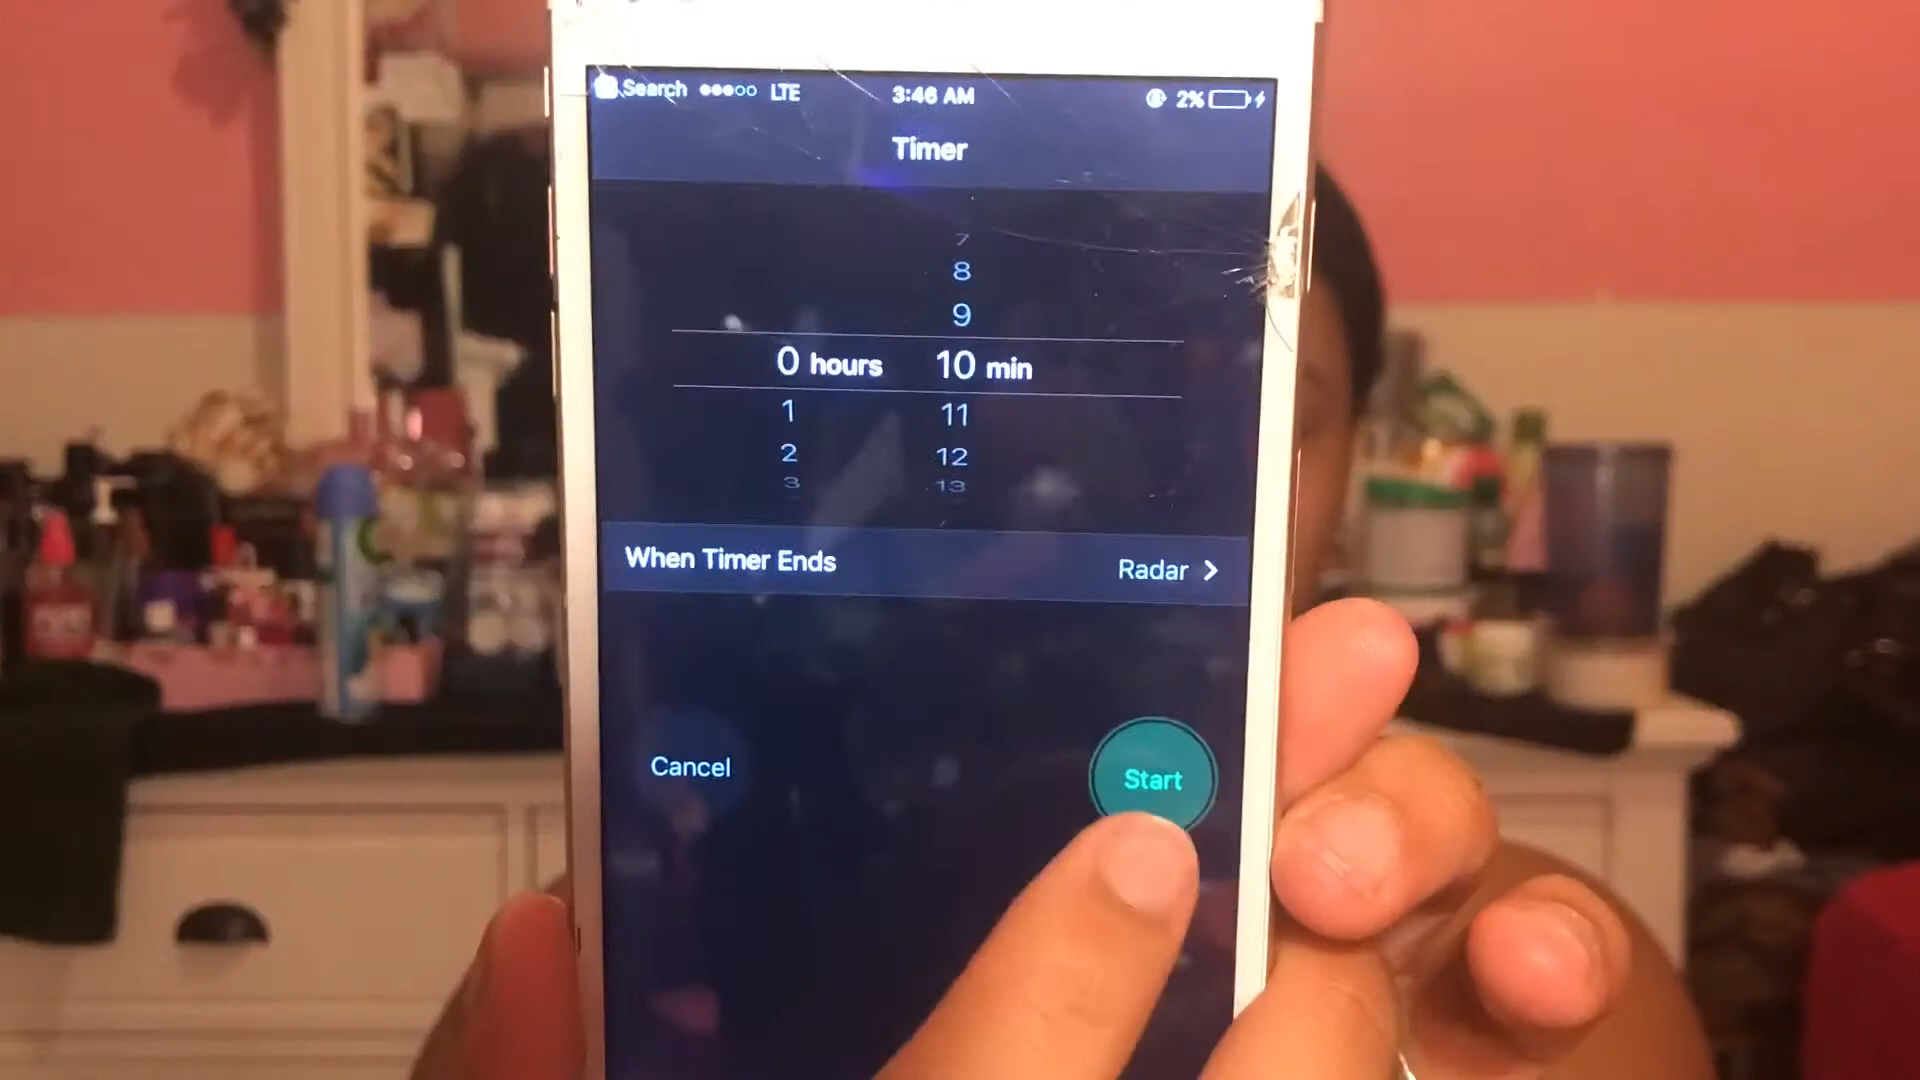 Search LTE 3:46 AM 2%
Timer
7
8
9
0 hours 10 min
1 11
2 12
3 13
When Timer Ends Radar
Cancel Start